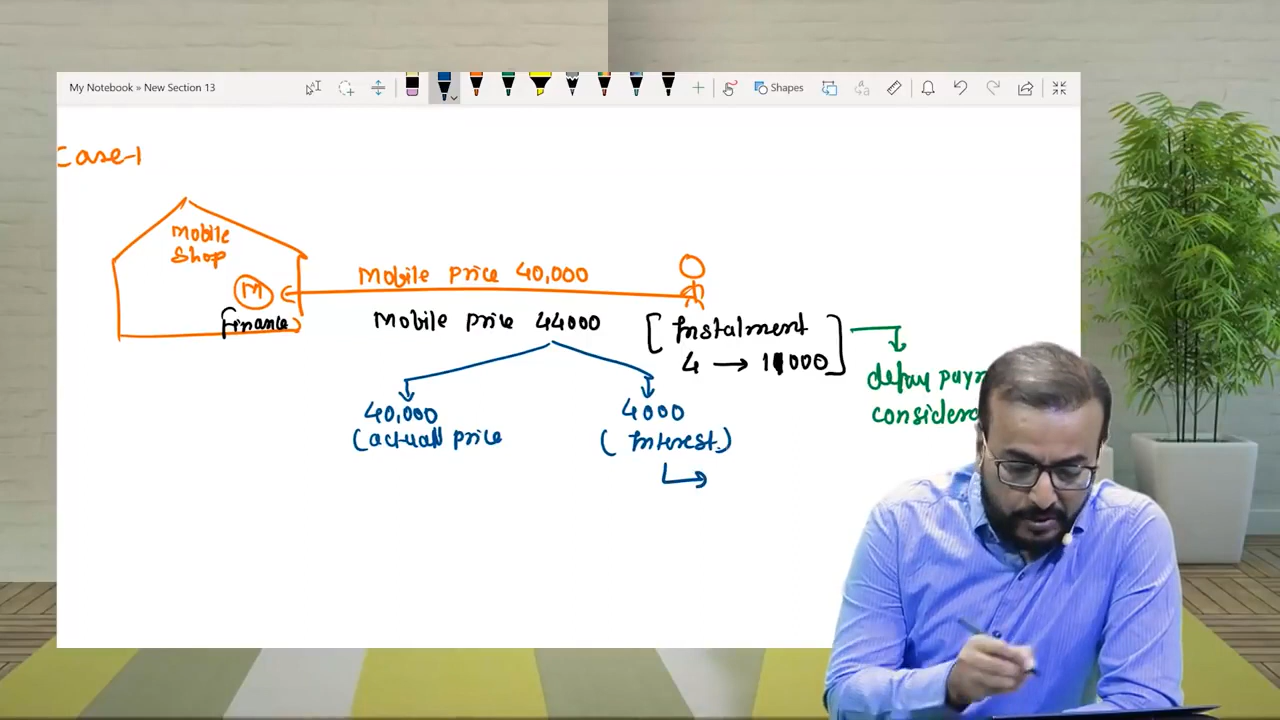 My Notebook » New Section 13
Shapes
Case-1
Mobile
Shop
M
Finance
Mobile Price 40,000
Mobile price 44000
[Instalment
4 → 11000]
40,000
(actual price
4000
(Interest)
defay paym
considera